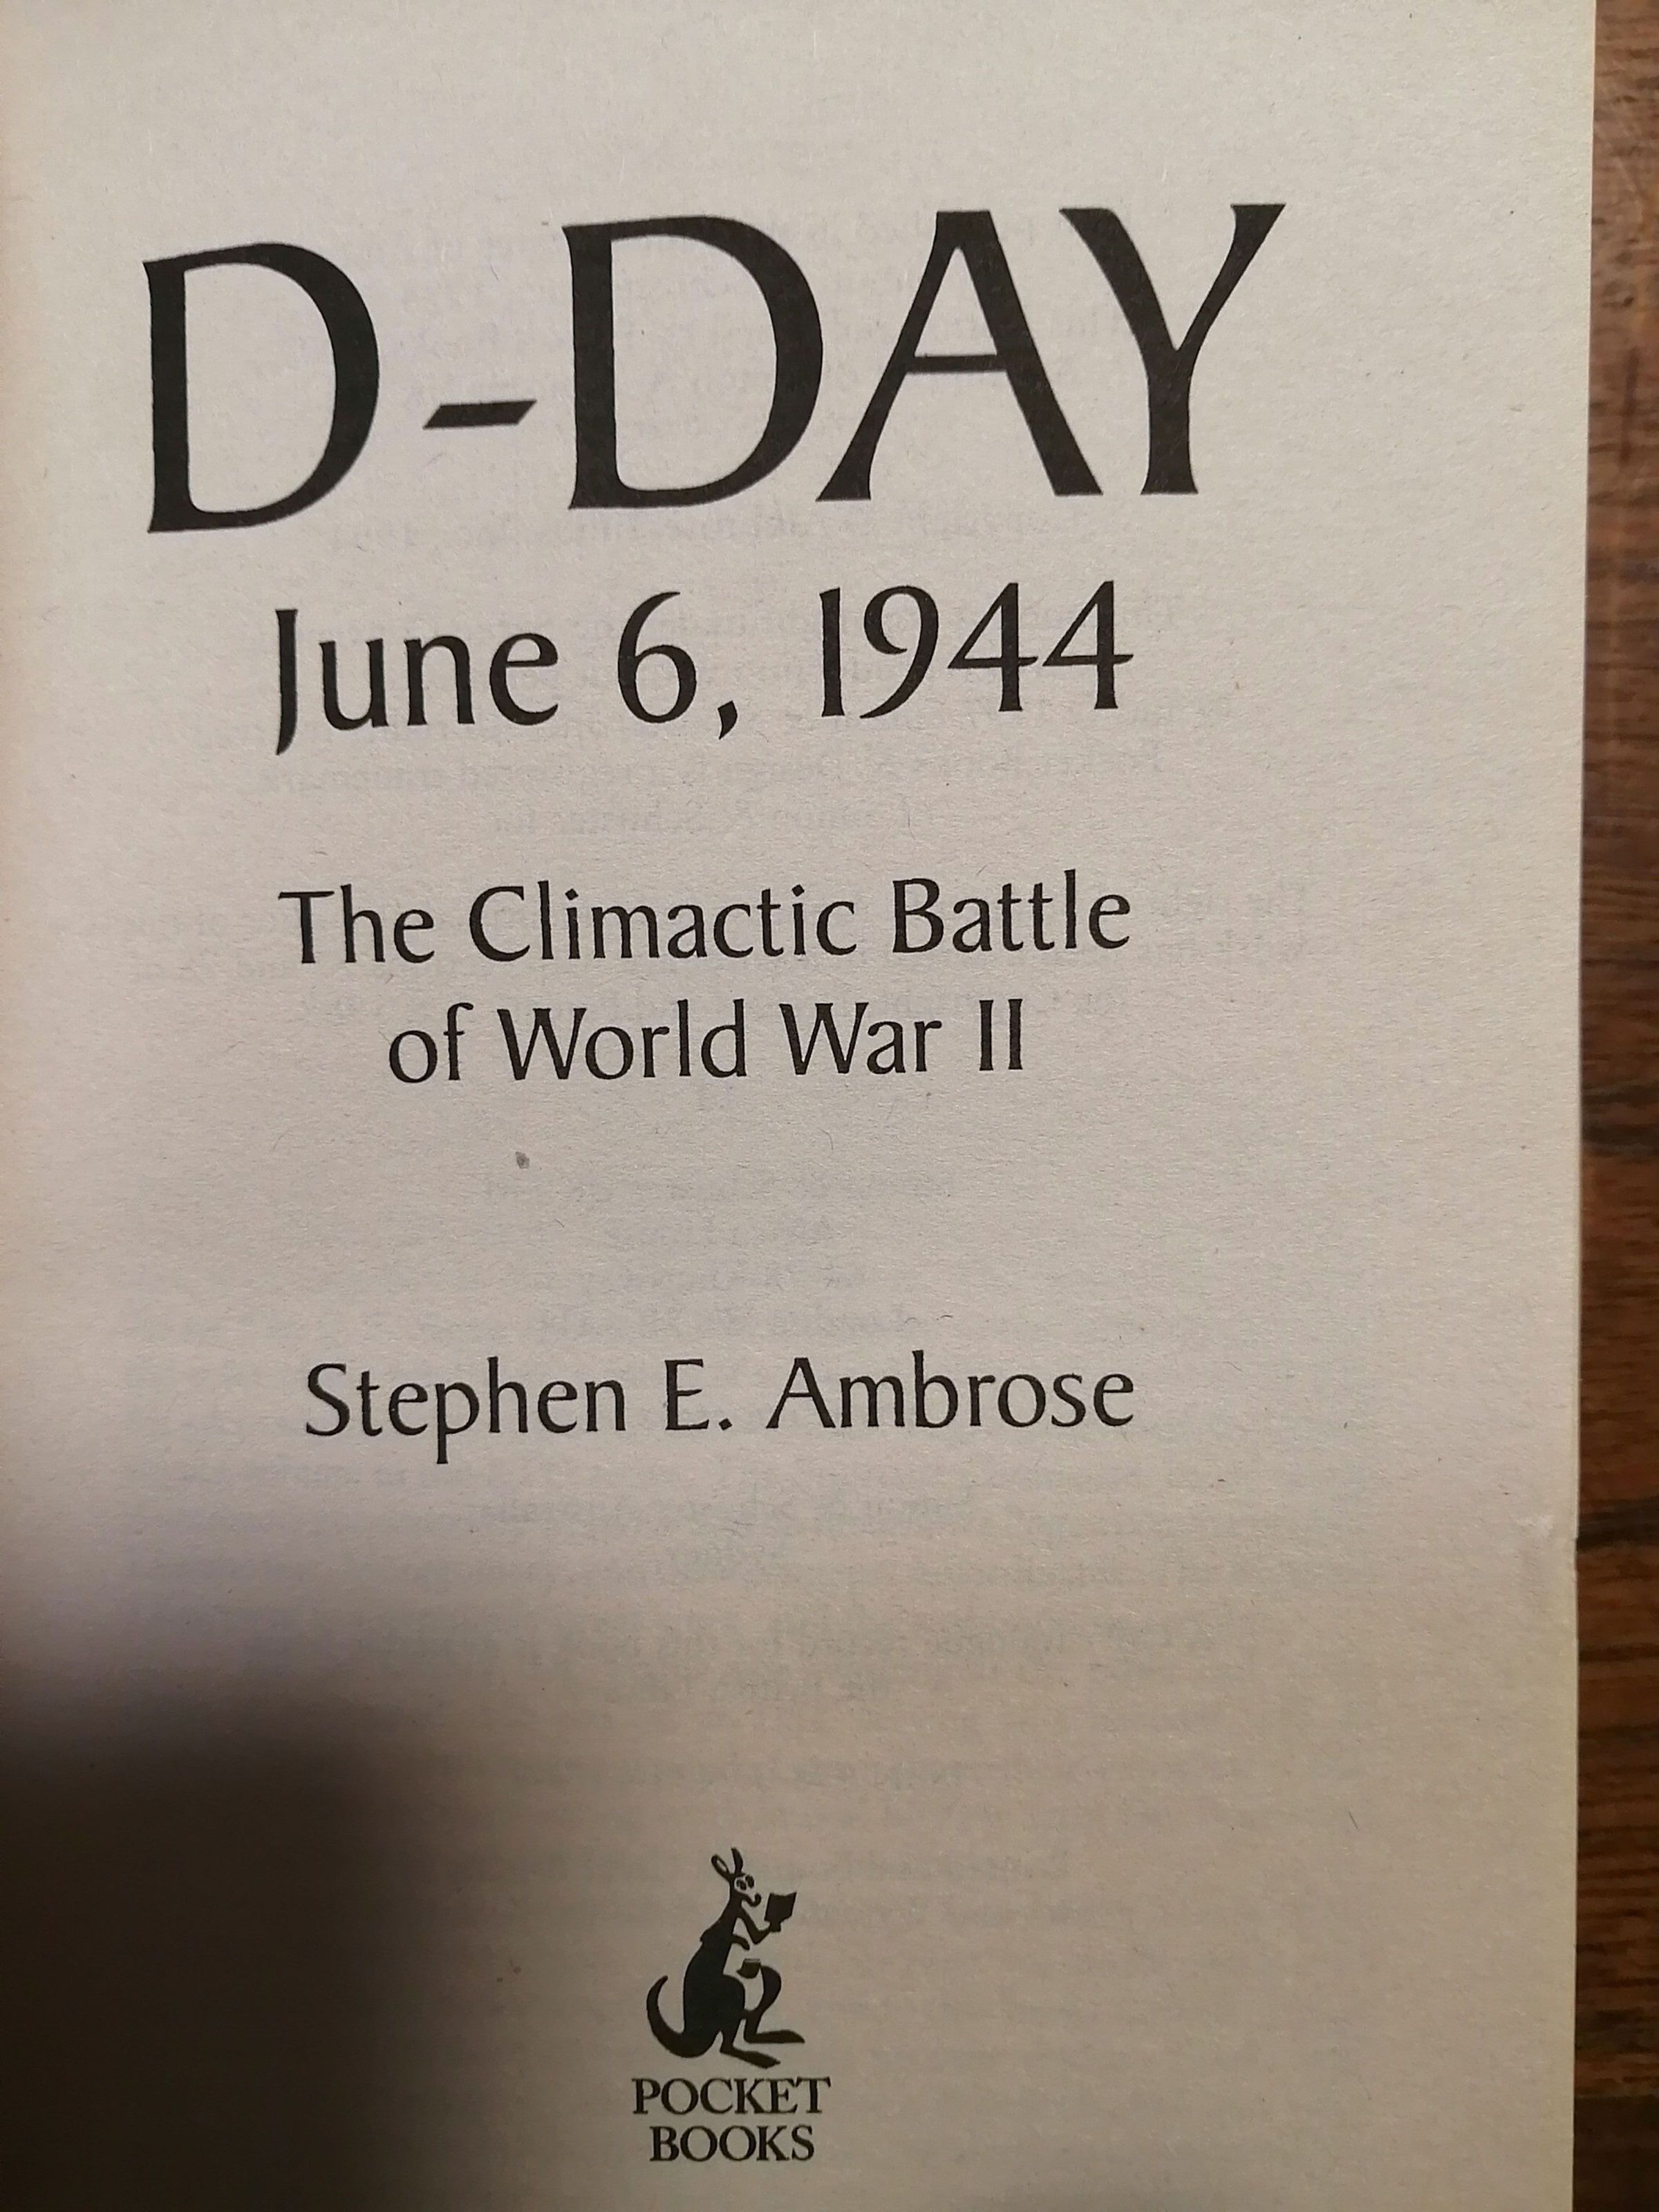 D-DAY
June 6, 1944
The Climactic Battle
of World War II
Stephen E. Ambrose
POCKET
BOOKS